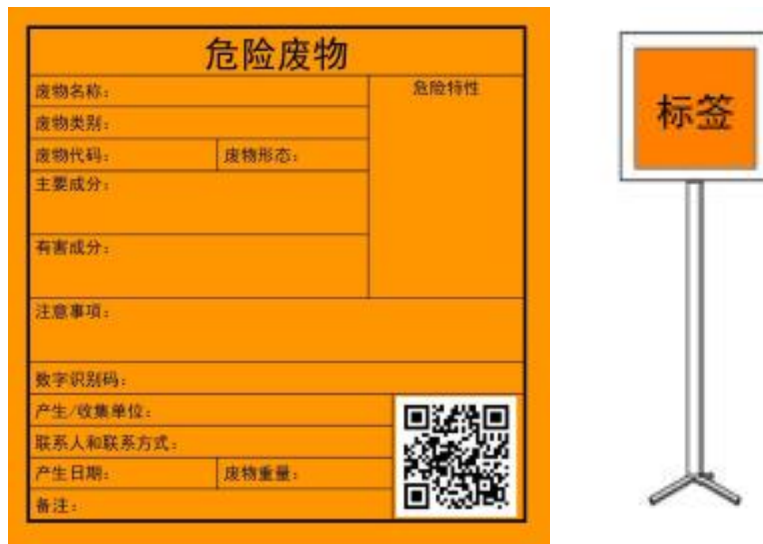 危险废物
废物名称：
危险特性
废物类别：
废物代码：
废物形态：
主要成分：
有害成分：
注意事项：
数字识别码：
产生/收集单位：
联系人和联系方式：
产生日期：
废物重量：
备注：
标签